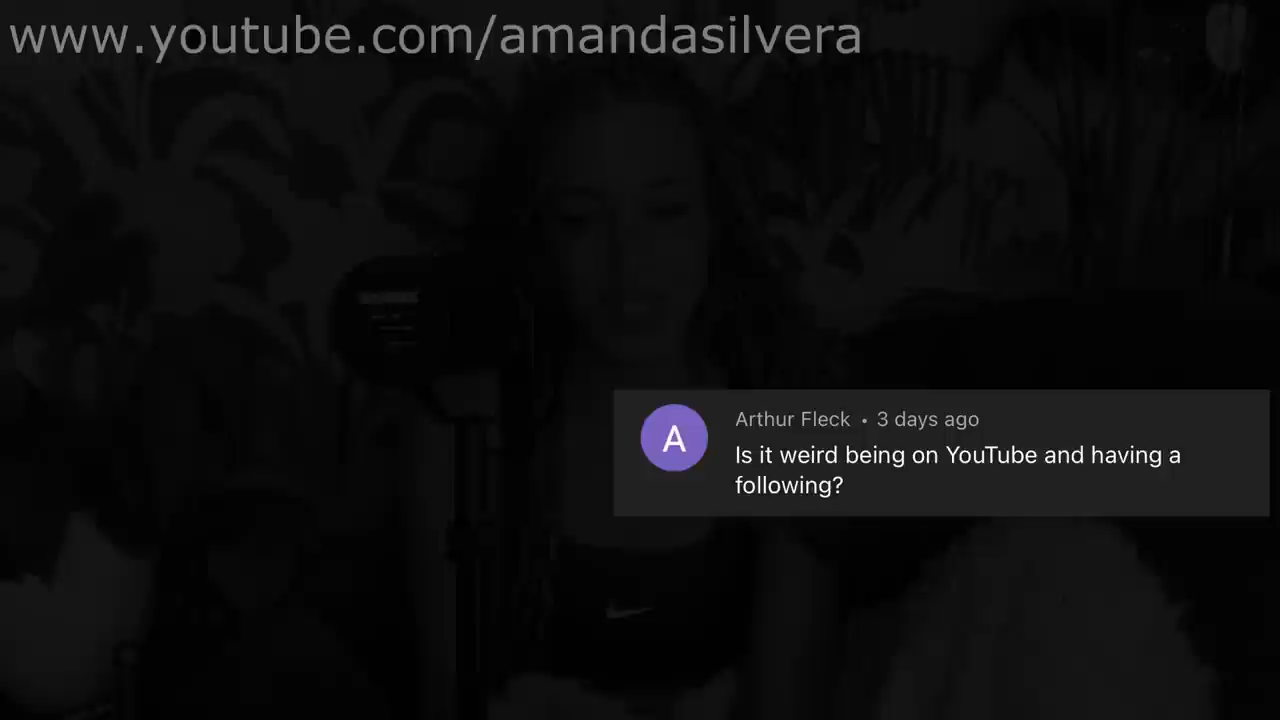 www.youtube.com/amandasilvera
A
Arthur Fleck • 3 days ago
Is it weird being on YouTube and having a
following?